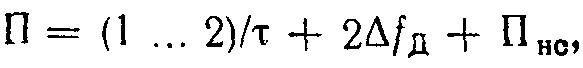 П = (1 ... 2)/τ + 2Δf_Д + П_нс,